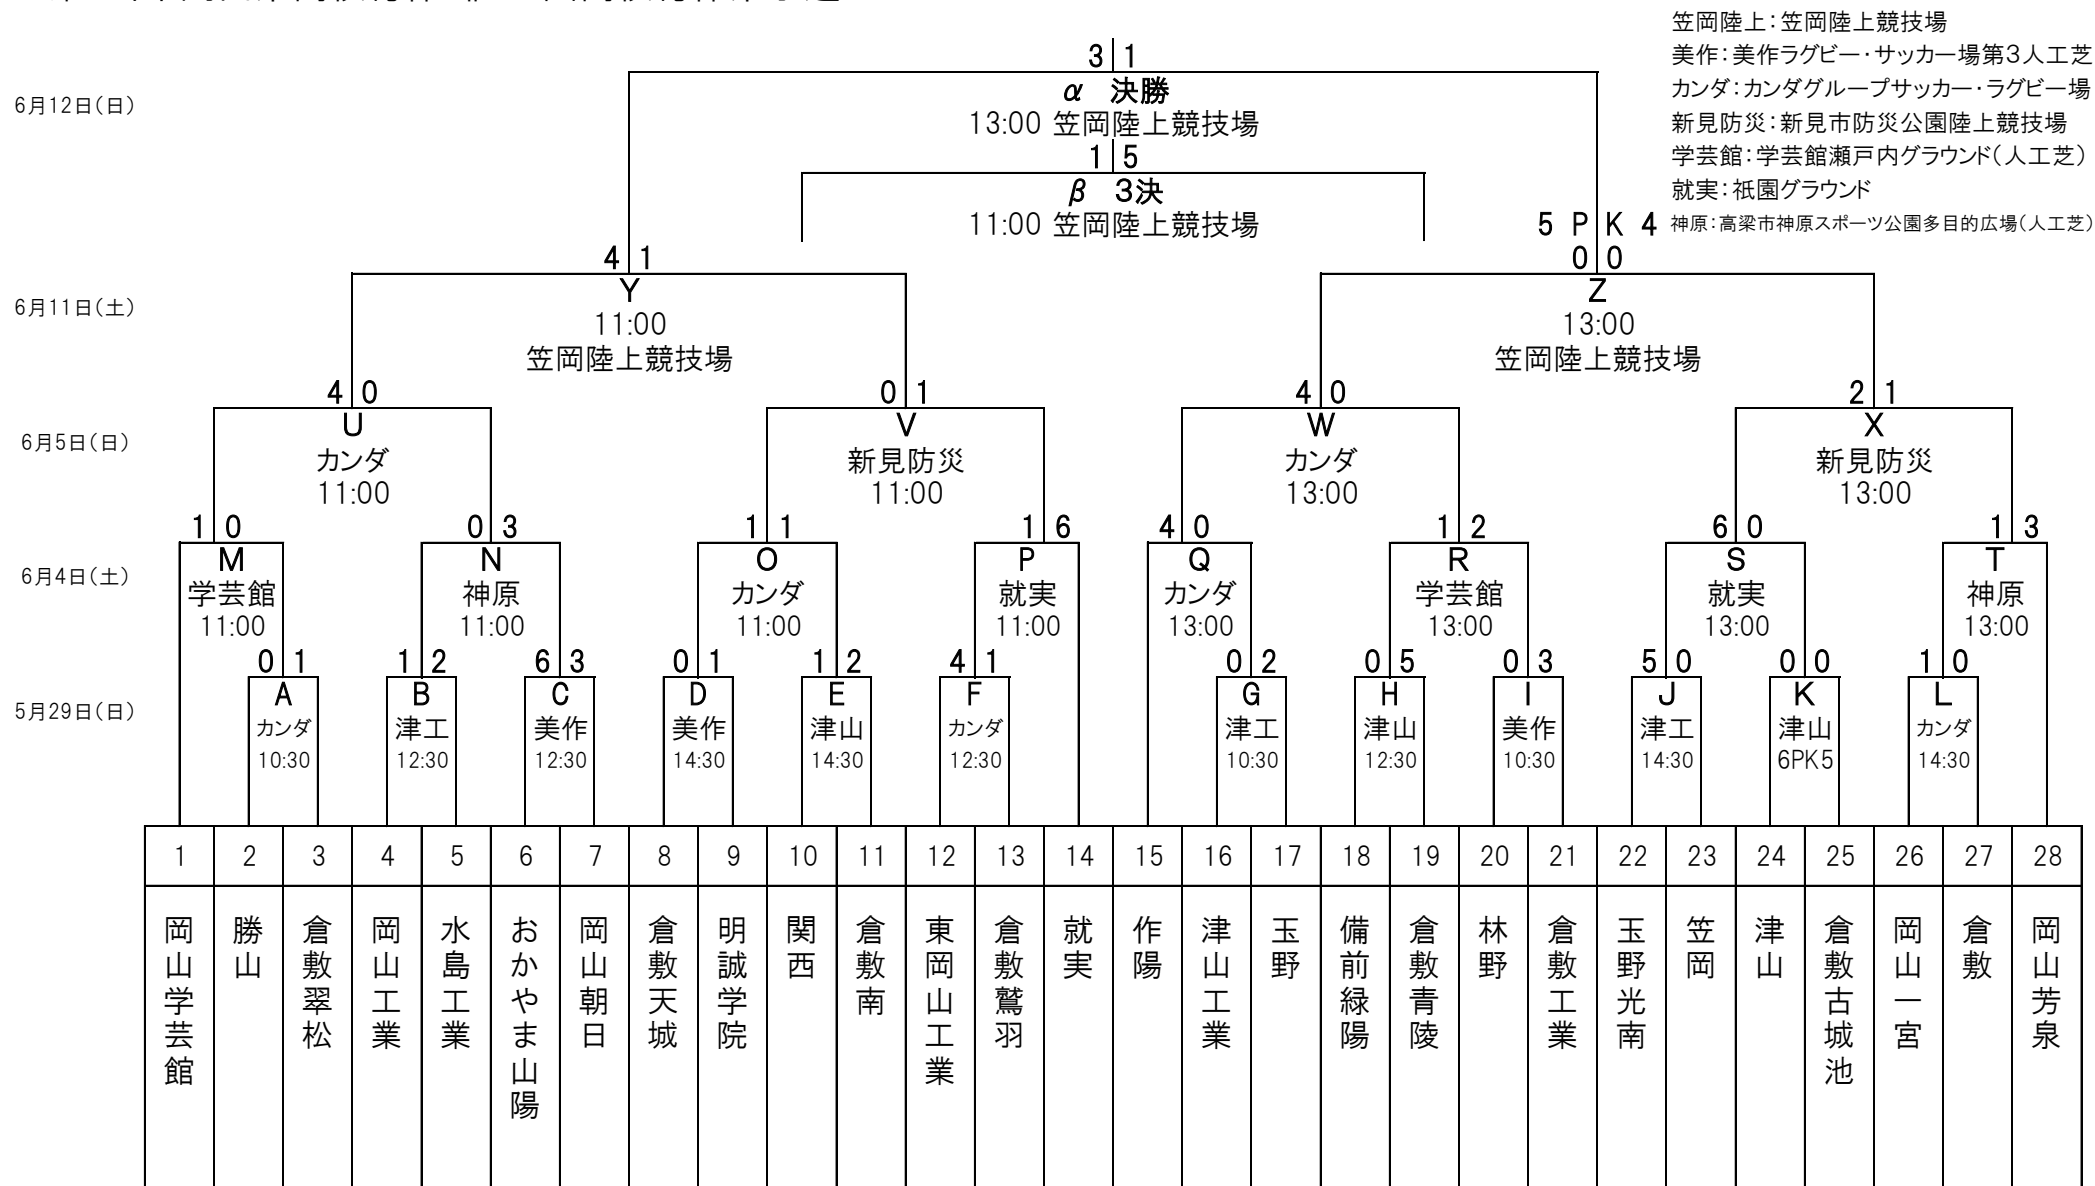 笠岡陸上：笠岡陸上競技場
美作：美作ラグビー・サッカー場第３人工芝
カンダ：カンダグループサッカー・ラグビー場
新見防災：新見市防災公園陸上競技場
学芸館：学芸館瀬戸内グラウンド（人工芝）
就実：祇園グラウンド
神原：高梁市神原スポーツ公園多目的広場（人工芝）
3 1
6月12日（日）
α 決勝
13:00 笠岡陸上競技場
1 5
β 3決
11:00 笠岡陸上競技場
5 P K 4
4 1 0 0
6月11日（土）
Y Z
11:00 13:00
笠岡陸上競技場 笠岡陸上競技場
4 0 0 1 4 0 2 1
6月5日（日）
U V W X
カンダ 新見防災 カンダ 新見防災
11:00 11:00 13:00 13:00
1 0 0 3 1 1 1 6 4 0 1 2 6 0 1 3
6月4日（土）
M N O P Q R S T
学芸館 神原 カンダ 就実 カンダ 学芸館 就実 神原
11:00 11:00 11:00 11:00 13:00 13:00 13:00 13:00
0 1 1 2 6 3 0 1 1 2 4 1 0 2 0 5 0 3 5 0 0 0 1 0
5月29日（日）
A B C D E F G H I J K L
カンダ 津工 美作 美作 津山 カンダ 津工 津山 美作 津工 津山 カンダ
10:30 12:30 12:30 14:30 14:30 12:30 10:30 12:30 10:30 14:30 6PK5 14:30
1 2 3 4 5 6 7 8 9 10 11 12 13 14 15 16 17 18 19 20 21 22 23 24 25 26 27 28
岡山学芸館
勝山
倉敷翠松
岡山工業
水島工業
おかやま山陽
岡山朝日
倉敷天城
明誠学院
関西
倉敷南
東岡山工業
倉敷鷲羽
就実
作陽
津山工業
玉野
備前緑陽
倉敷青陵
林野
倉敷工業
玉野光南
笠岡
津山
倉敷古城池
岡山一宮
倉敷
岡山芳泉